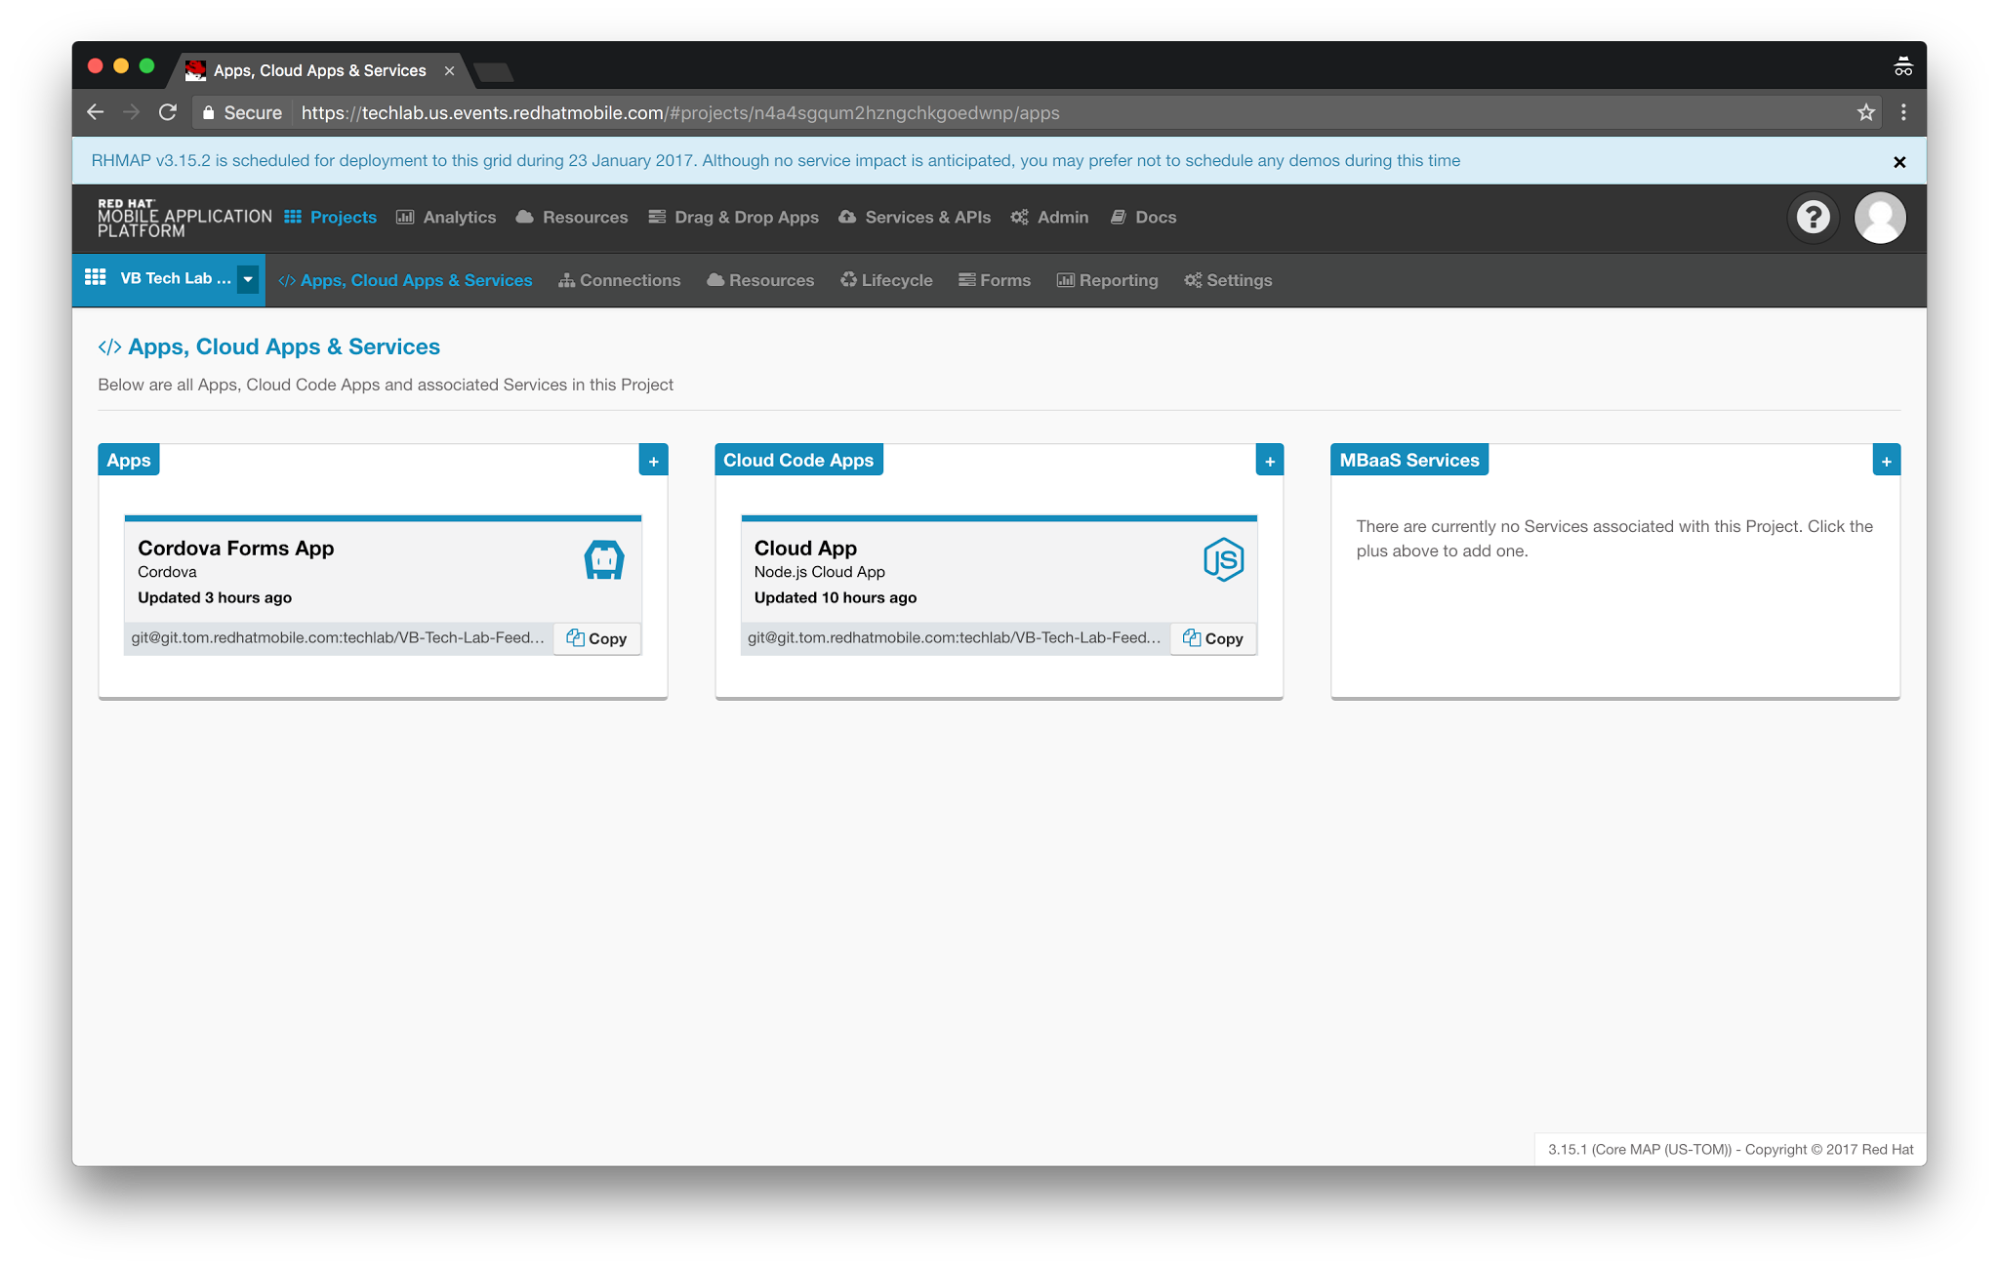 Apps, Cloud Apps & Services
Secure https://techlab.us.events.redhatmobile.com/#projects/n4a4sgqum2hzngchkgoedwnp/apps
RHMAP v3.15.2 is scheduled for deployment to this grid during 23 January 2017. Although no service impact is anticipated, you may prefer not to schedule any demos during this time
RED HAT
MOBILE APPLICATION
PLATFORM
Projects Analytics Resources Drag & Drop Apps Services & APIs Admin Docs
VB Tech Lab ... Apps, Cloud Apps & Services Connections Resources Lifecycle Forms Reporting Settings
</> Apps, Cloud Apps & Services
Below are all Apps, Cloud Code Apps and associated Services in this Project
Apps +
Cordova Forms App
Cordova
Updated 3 hours ago
git@git.tom.redhatmobile.com:techlab/VB-Tech-Lab-Feed... Copy
Cloud Code Apps +
Cloud App
Node.js Cloud App
JS
Updated 10 hours ago
git@git.tom.redhatmobile.com:techlab/VB-Tech-Lab-Feed... Copy
MBaaS Services +
There are currently no Services associated with this Project. Click the
plus above to add one.
3.15.1 (Core MAP (US-TOM)) - Copyright © 2017 Red Hat